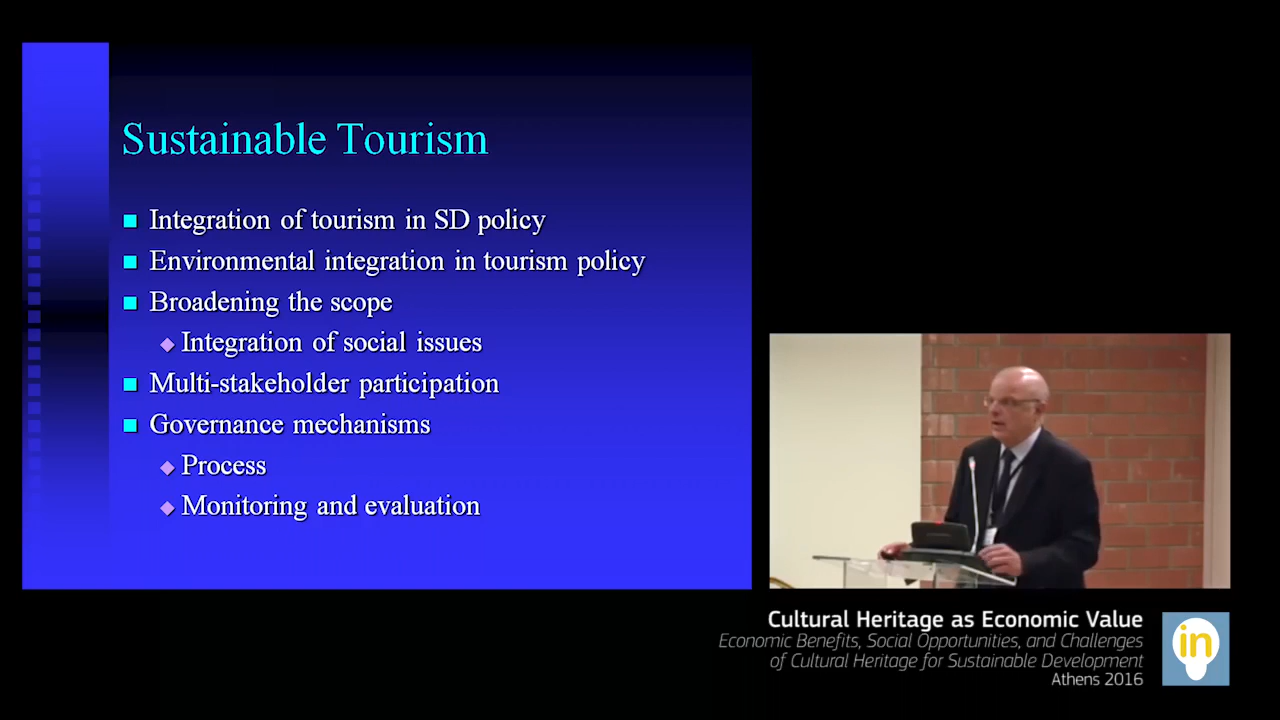 Sustainable Tourism
Integration of tourism in SD policy
Environmental integration in tourism policy
Broadening the scope
Integration of social issues
Multi-stakeholder participation
Governance mechanisms
Process
Monitoring and evaluation
Cultural Heritage as Economic Value
Economic Benefits, Social Opportunities, and Challenges
of Cultural Heritage for Sustainable Development
Athens 2016
in